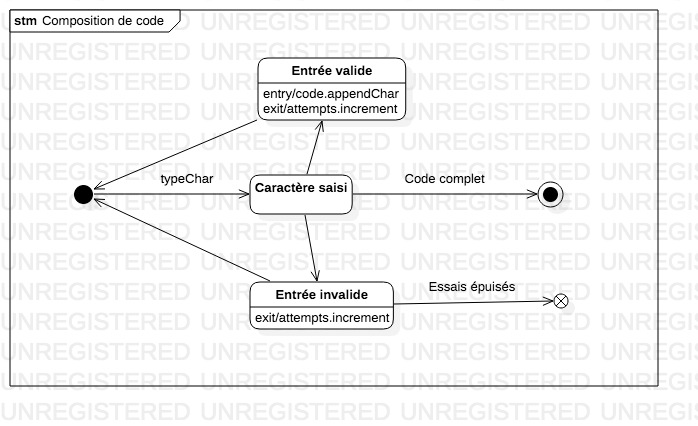 stm Composition de code
Entrée valide
entry/code.appendChar
exit/attempts.increment
typeChar
Caractère saisi
Code complet
Entrée invalide
exit/attempts.increment
Essais épuisés
UNREGISTERED UNREGISTERED UNREGISTERED UNREGISTERED